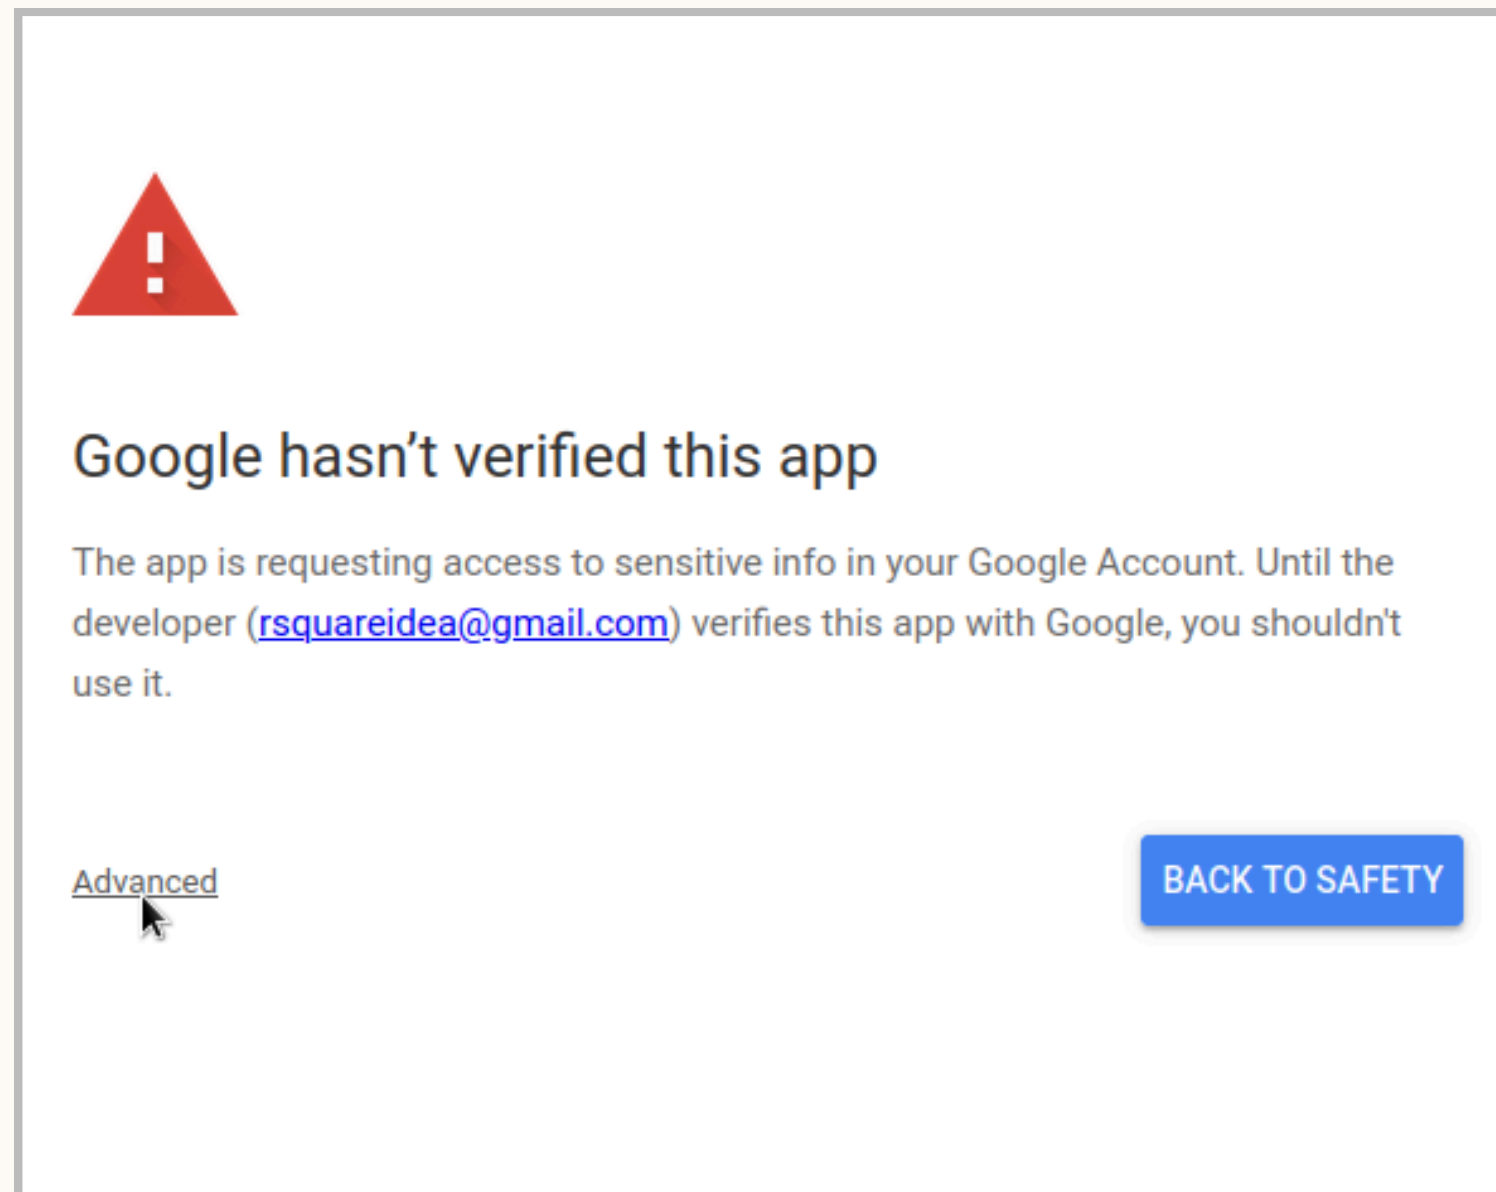 Google hasn’t verified this app
The app is requesting access to sensitive info in your Google Account. Until the
developer (rsquareidea@gmail.com) verifies this app with Google, you shouldn't
use it.
Advanced
BACK TO SAFETY